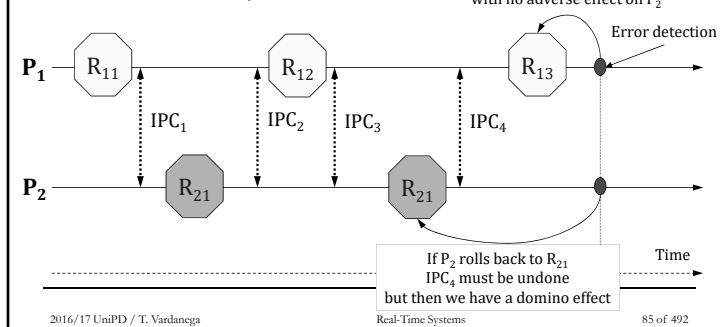 with no adverse effect on P2
Error detection
P1
R11
R12
R13
IPC1
IPC2
IPC3
IPC4
P2
R21
R21
If P2 rolls back to R21
IPC4 must be undone
but then we have a domino effect
Time
2016/17 UniPD / T. Vardanega
Real-Time Systems
85 of 492